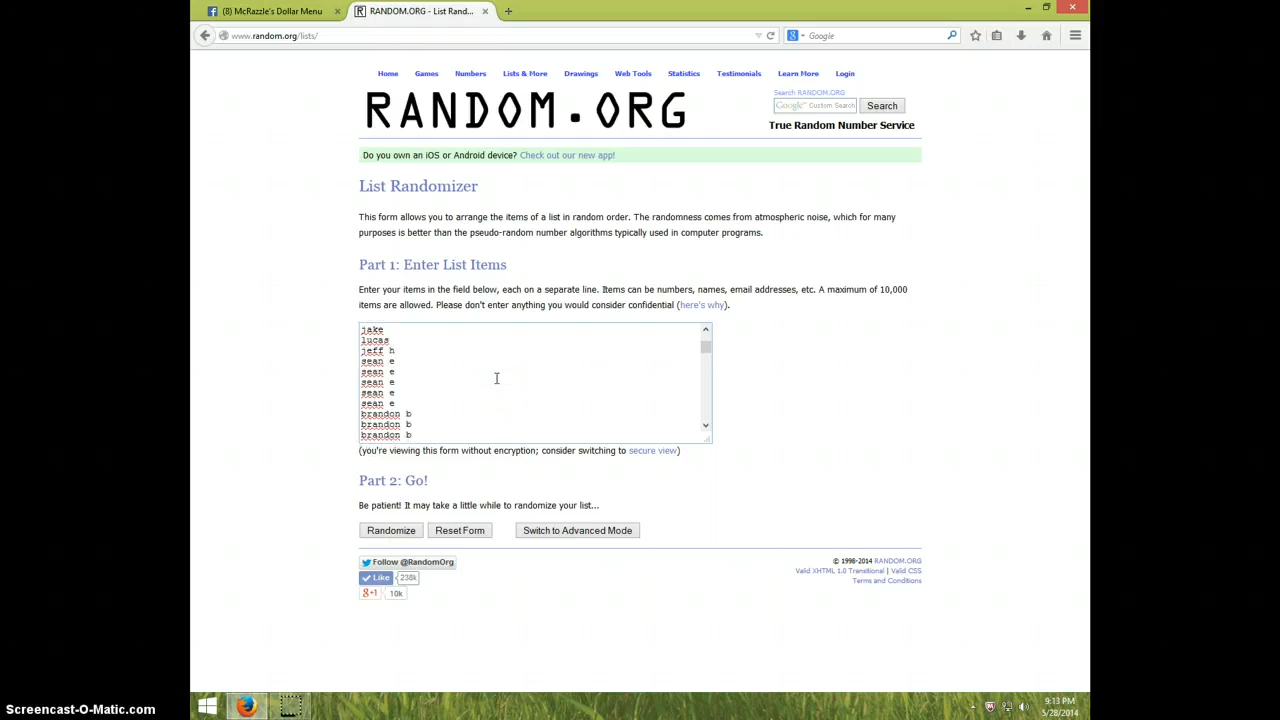 (8) McRazzle's Dollar Menu
RANDOM.ORG - List Rand...
www.random.org/lists/
Google
Home Games Numbers Lists & More Drawings Web Tools Statistics Testimonials Learn More Login
Search RANDOM.ORG
RANDOM.ORG
Google™ Custom Search Search
True Random Number Service
Do you own an iOS or Android device? Check out our new app!
List Randomizer
This form allows you to arrange the items of a list in random order. The randomness comes from atmospheric noise, which for many
purposes is better than the pseudo-random number algorithms typically used in computer programs.
Part 1: Enter List Items
Enter your items in the field below, each on a separate line. Items can be numbers, names, email addresses, etc. A maximum of 10,000
items are allowed. Please don't enter anything you would consider confidential (here's why).
jake
lucas
jeff h
sean e
sean e
sean e
sean e
sean e
brandon b
brandon b
brandon b
(you're viewing this form without encryption; consider switching to secure view)
Part 2: Go!
Be patient! It may take a little while to randomize your list...
Randomize Reset Form Switch to Advanced Mode
Follow @RandomOrg
Like 238k
g+1 10k
© 1998-2014 RANDOM.ORG
Valid XHTML 1.0 Transitional | Valid CSS
Terms and Conditions
9:13 PM
5/28/2014
Screencast-O-Matic.com